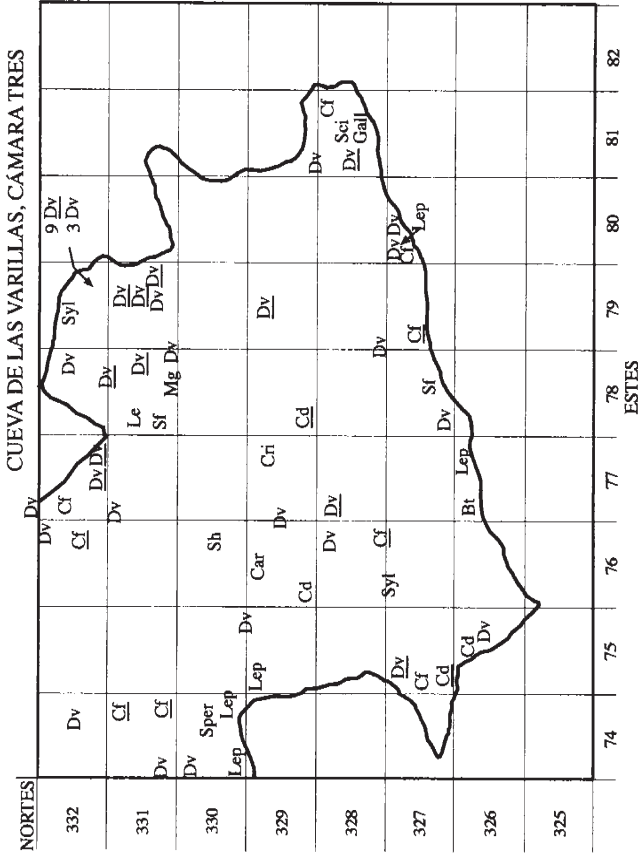 CUEVA DE LAS VARILLAS, CÁMARA TRES
NORTES
9 Dv
3 Dv
332
Dv
Dv
Dv
Cf
Cf
Dv Dv
Dv
Dv
Syl
331
Dv
Cf
Cf
Dv
Le
Sf
Dv
Mg
Dv
Dv
Dv
Dv
Dv
330
Dv
Lep
Sper
Lep
Sh
329
Lep
Dv
Cd
Car
Dv
Cri
Cd
Dv
328
Dv
Dv
Dv
Dv
Dv
Sci
Gall
Cf
327
Dv
Cf
Cd
Syl
Cf
Sf
Cf
Dv Dv
Cf
Lep
326
Cd
Dv
Bt
Lep
Dv
325
74
75
76
77
78
79
80
81
82
ESTES